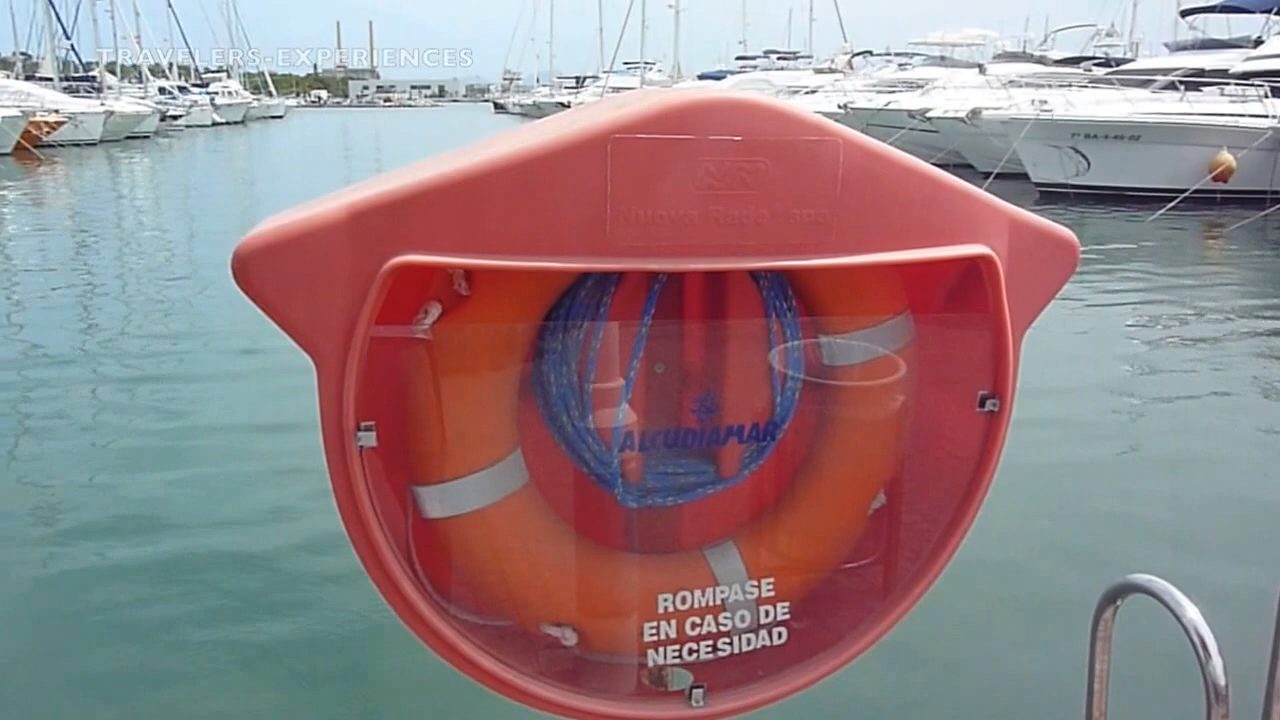 TRAVELERS-EXPERIENCES
Nuova Rade
ALCUDIAMAR
ROMPASE
EN CASO DE
NECESIDAD